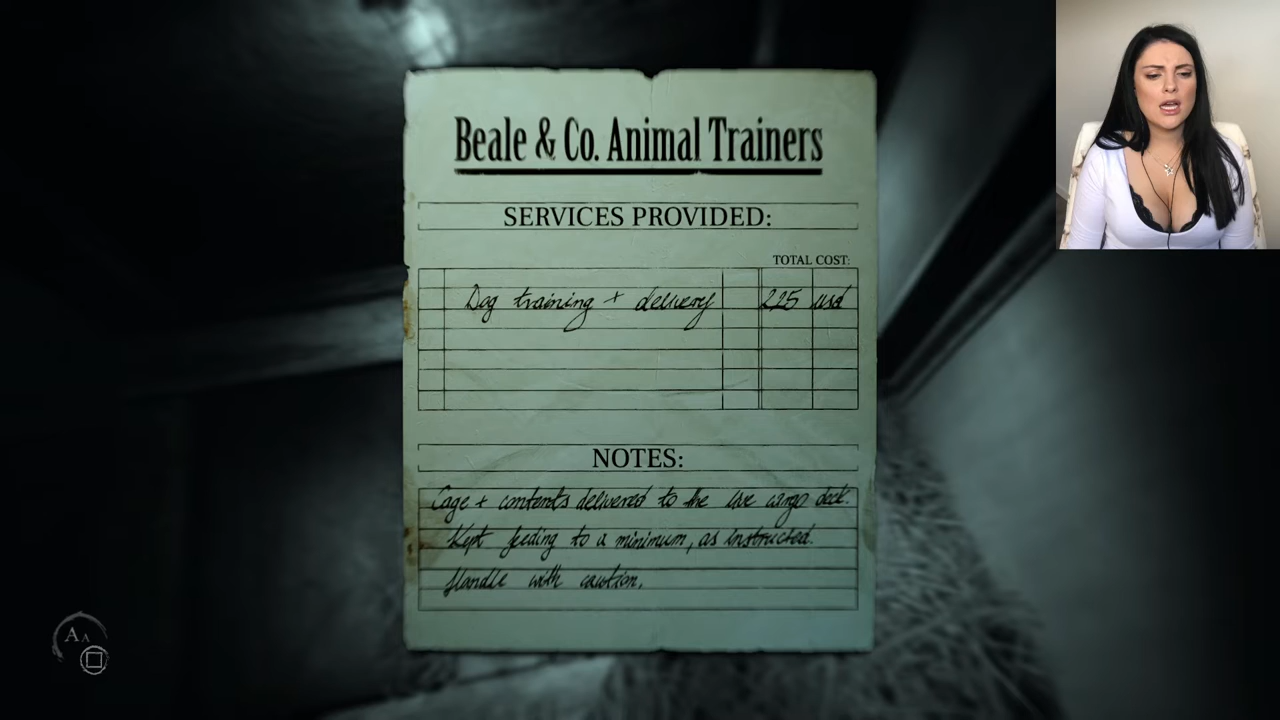 Beale & Co. Animal Trainers
SERVICES PROVIDED:
TOTAL COST:
Dog training + delivery 225 usd
NOTES:
Cage + contents delivered to the live cargo deck.
Kept feeding to a minimum, as instructed.
Handle with caution.
AA